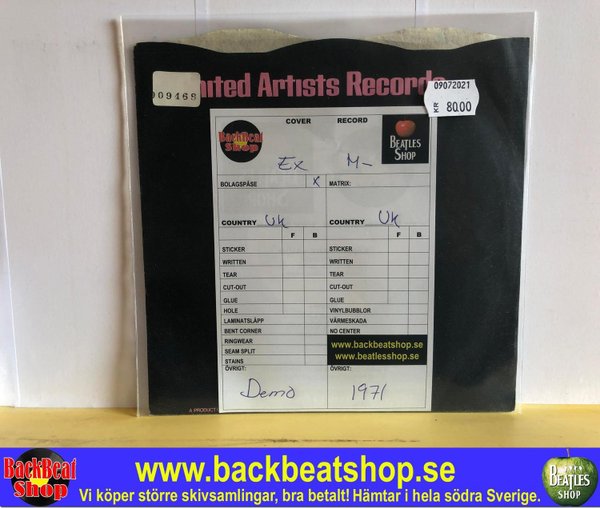 United Artists Records
009468
09072021
KR 80.00
COVER RECORD
BackBeat Shop
BEATLES SHOP
Ex M-
BOLAGSPÅSE X MATRIX:
COUNTRY UK COUNTRY UK
F B F B
STICKER STICKER
WRITTEN WRITTEN
TEAR TEAR
CUT-OUT CUT-OUT
GLUE GLUE
HOLE VINYLBUBBLOR
LAMINATSLÄPP VÄRMESKADA
BENT CORNER NO CENTER
RINGWEAR www.backbeatshop.se
SEAM SPLIT www.beatlesshop.se
STAINS
ÖVRIGT: ÖVRIGT:
Demo 1971
A PRODUCT
BackBeat Shop
www.backbeatshop.se
Vi köper större skivsamlingar, bra betalt! Hämtar i hela södra Sverige.
BEATLES SHOP